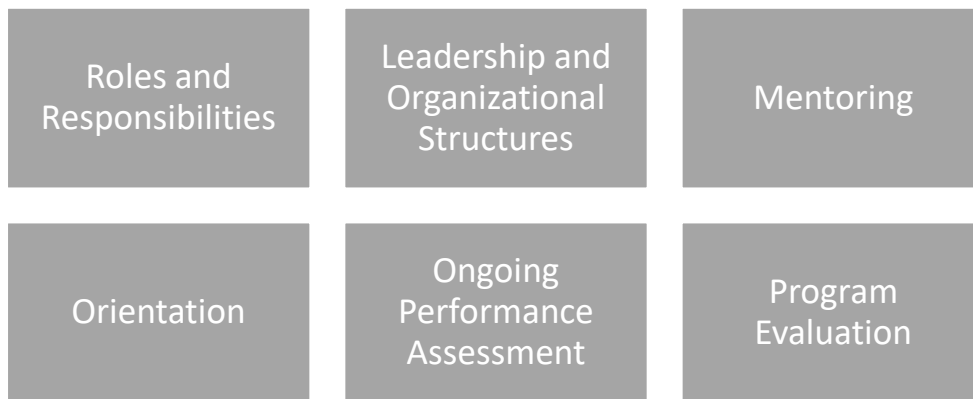 Roles and
Responsibilities
Leadership and
Organizational
Structures
Mentoring
Orientation
Ongoing
Performance
Assessment
Program
Evaluation